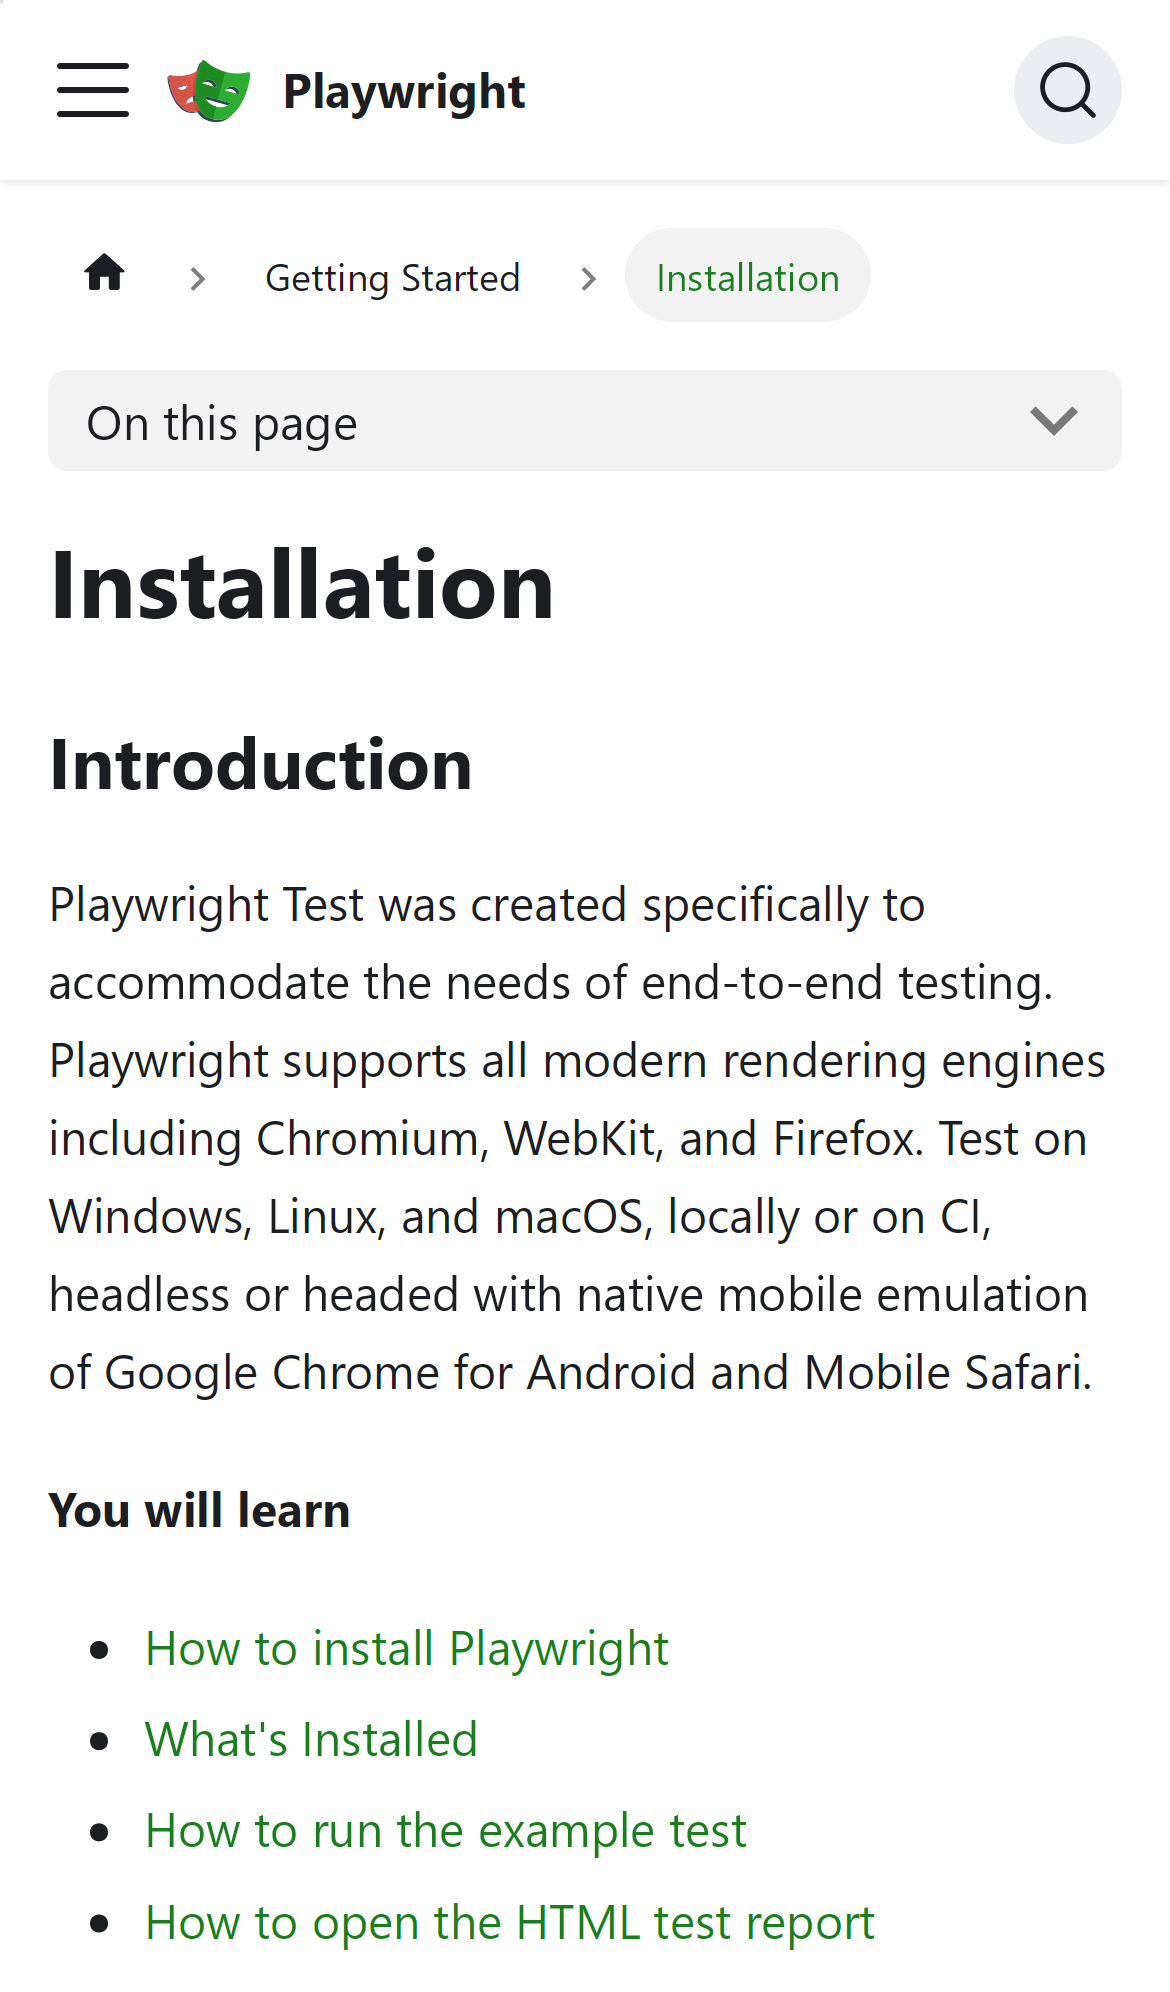 Playwright
Getting Started
Installation
On this page
Installation
Introduction
Playwright Test was created specifically to
accommodate the needs of end-to-end testing.
Playwright supports all modern rendering engines
including Chromium, WebKit, and Firefox. Test on
Windows, Linux, and macOS, locally or on CI,
headless or headed with native mobile emulation
of Google Chrome for Android and Mobile Safari.
You will learn
How to install Playwright
What's Installed
How to run the example test
How to open the HTML test report